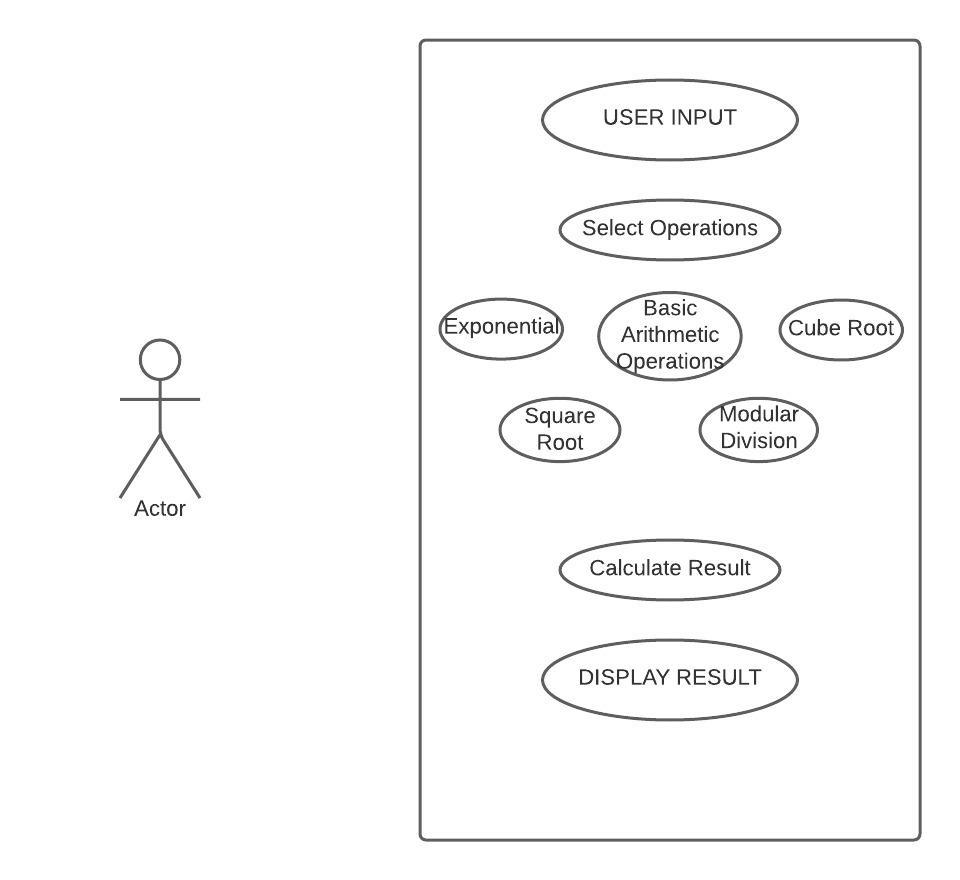 USER INPUT
Select Operations
Exponential
Basic
Arithmetic
Operations
Cube Root
Square
Root
Modular
Division
Actor
Calculate Result
DISPLAY RESULT